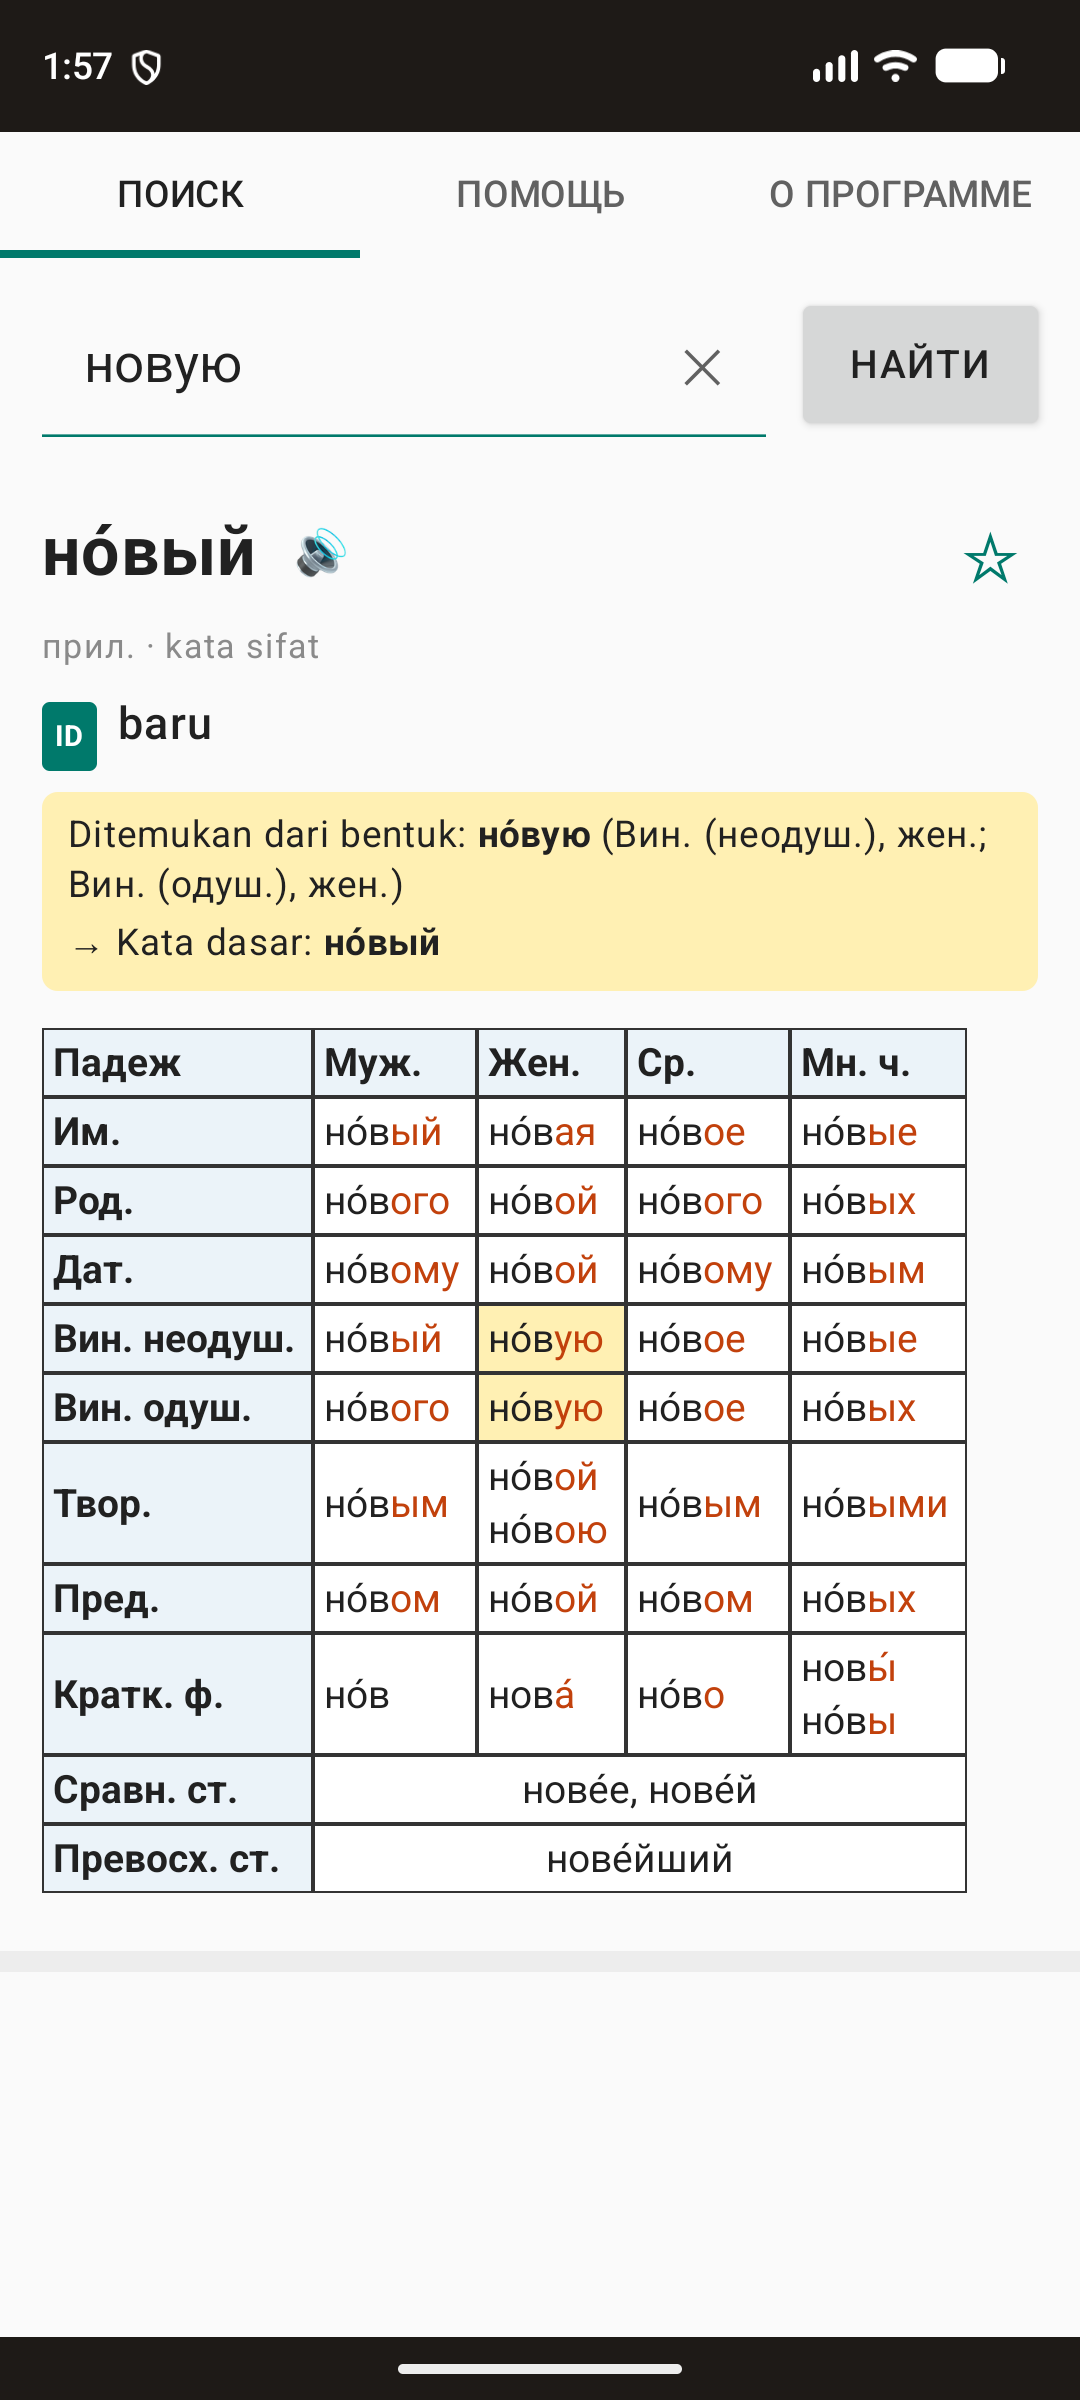 1:57
ПОИСК ПОМОЩЬ О ПРОГРАММЕ
новую НАЙТИ
но́вый
прил. · kata sifat
ID baru
Ditemukan dari bentuk: но́вую (Вин. (неодуш.), жен.;
Вин. (одуш.), жен.)
→ Kata dasar: но́вый
Падеж Муж. Жен. Ср. Мн. ч.
Им. но́вый но́вая но́вое но́вые
Род. но́вого но́вой но́вого но́вых
Дат. но́вому но́вой но́вому но́вым
Вин. неодуш. но́вый но́вую но́вое но́вые
Вин. одуш. но́вого но́вую но́вое но́вых
Твор. но́вым но́вой но́вою но́вым но́выми
Пред. но́вом но́вой но́вом но́вых
Кратк. ф. но́в нова́ но́во новы́ но́вы
Сравн. ст. нове́е, нове́й
Превосх. ст. нове́йший